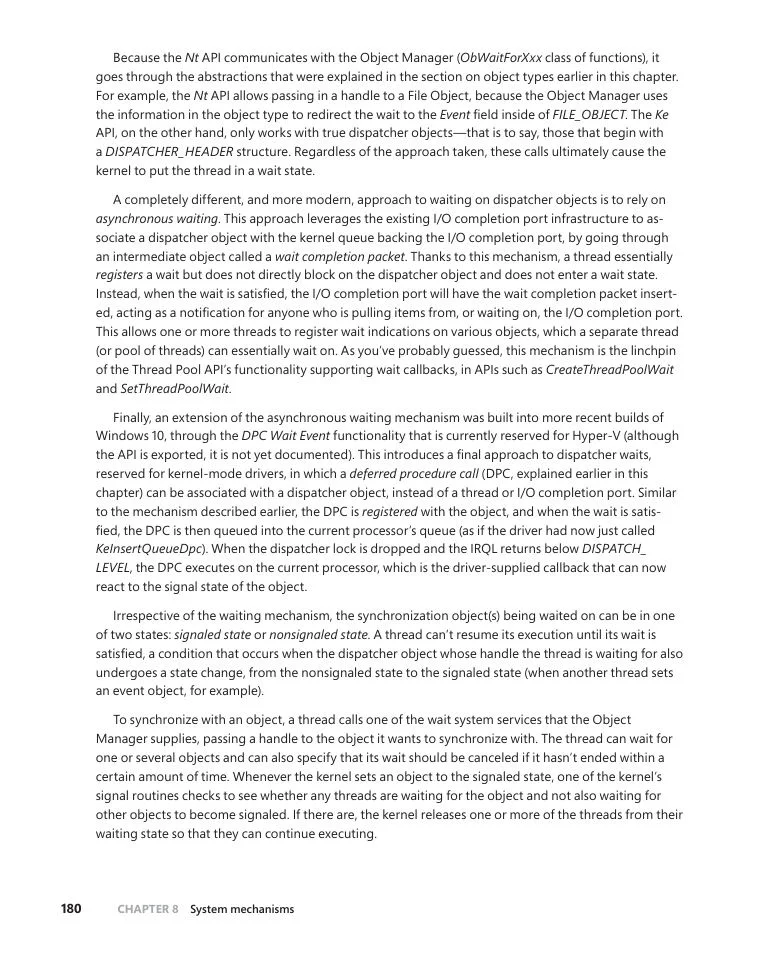 Because the Nt API communicates with the Object Manager (ObWaitForXxx class of functions), it
goes through the abstractions that were explained in the section on object types earlier in this chapter.
For example, the Nt API allows passing in a handle to a File Object, because the Object Manager uses
the information in the object type to redirect the wait to the Event field inside of FILE_OBJECT. The Ke
API, on the other hand, only works with true dispatcher objects—that is to say, those that begin with
a DISPATCHER_HEADER structure. Regardless of the approach taken, these calls ultimately cause the
kernel to put the thread in a wait state.
A completely different, and more modern, approach to waiting on dispatcher objects is to rely on
asynchronous waiting. This approach leverages the existing I/O completion port infrastructure to as-
sociate a dispatcher object with the kernel queue backing the I/O completion port, by going through
an intermediate object called a wait completion packet. Thanks to this mechanism, a thread essentially
registers a wait but does not directly block on the dispatcher object and does not enter a wait state.
Instead, when the wait is satisfied, the I/O completion port will have the wait completion packet insert-
ed, acting as a notification for anyone who is pulling items from, or waiting on, the I/O completion port.
This allows one or more threads to register wait indications on various objects, which a separate thread
(or pool of threads) can essentially wait on. As you've probably guessed, this mechanism is the linchpin
of the Thread Pool API's functionality supporting wait callbacks, in APIs such as CreateThreadPoolWait
and SetThreadPoolWait.
Finally, an extension of the asynchronous waiting mechanism was built into more recent builds of
Windows 10, through the DPC Wait Event functionality that is currently reserved for Hyper-V (although
the API is exported, it is not yet documented). This introduces a final approach to dispatcher waits,
reserved for kernel-mode drivers, in which a deferred procedure call (DPC, explained earlier in this
chapter) can be associated with a dispatcher object, instead of a thread or I/O completion port. Similar
to the mechanism described earlier, the DPC is registered with the object, and when the wait is satis-
fied, the DPC is then queued into the current processor's queue (as if the driver had now just called
KeInsertQueueDpc). When the dispatcher lock is dropped and the IRQL returns below DISPATCH_
LEVEL, the DPC executes on the current processor, which is the driver-supplied callback that can now
react to the signal state of the object.
Irrespective of the waiting mechanism, the synchronization object(s) being waited on can be in one
of two states: signaled state or nonsignaled state. A thread can't resume its execution until its wait is
satisfied, a condition that occurs when the dispatcher object whose handle the thread is waiting for also
undergoes a state change, from the nonsignaled state to the signaled state (when another thread sets
an event object, for example).
To synchronize with an object, a thread calls one of the wait system services that the Object
Manager supplies, passing a handle to the object it wants to synchronize with. The thread can wait for
one or several objects and can also specify that its wait should be canceled if it hasn't ended within a
certain amount of time. Whenever the kernel sets an object to the signaled state, one of the kernel's
signal routines checks to see whether any threads are waiting for the object and not also waiting for
other objects to become signaled. If there are, the kernel releases one or more of the threads from their
waiting state so that they can continue executing.
180 CHAPTER 8 System mechanisms